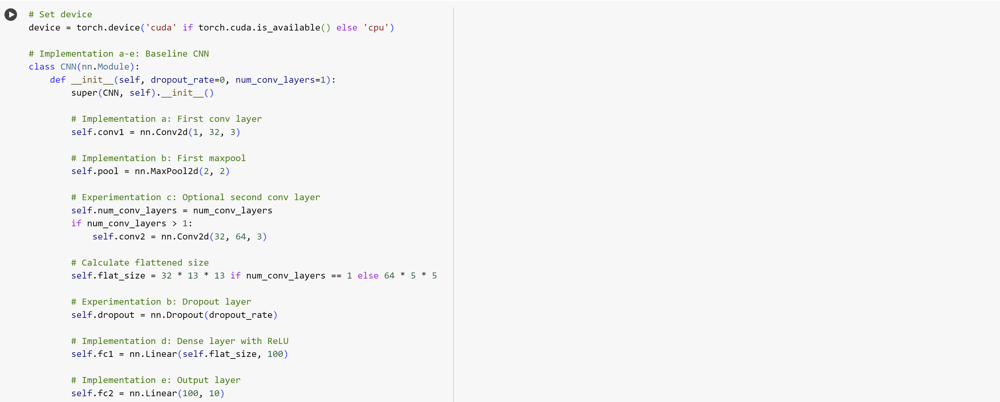 # Set device
device = torch.device('cuda' if torch.cuda.is_available() else 'cpu')
# Implementation a-e: Baseline CNN
class CNN(nn.Module):
    def __init__(self, dropout_rate=0, num_conv_layers=1):
        super(CNN, self).__init__()
        # Implementation a: First conv layer
        self.conv1 = nn.Conv2d(1, 32, 3)
        # Implementation b: First maxpool
        self.pool = nn.MaxPool2d(2, 2)
        # Experimentation c: Optional second conv layer
        self.num_conv_layers = num_conv_layers
        if num_conv_layers > 1:
            self.conv2 = nn.Conv2d(32, 64, 3)
        # Calculate flattened size
        self.flat_size = 32 * 13 * 13 if num_conv_layers == 1 else 64 * 5 * 5
        # Experimentation b: Dropout layer
        self.dropout = nn.Dropout(dropout_rate)
        # Implementation d: Dense layer with ReLU
        self.fc1 = nn.Linear(self.flat_size, 100)
        # Implementation e: Output layer
        self.fc2 = nn.Linear(100, 10)